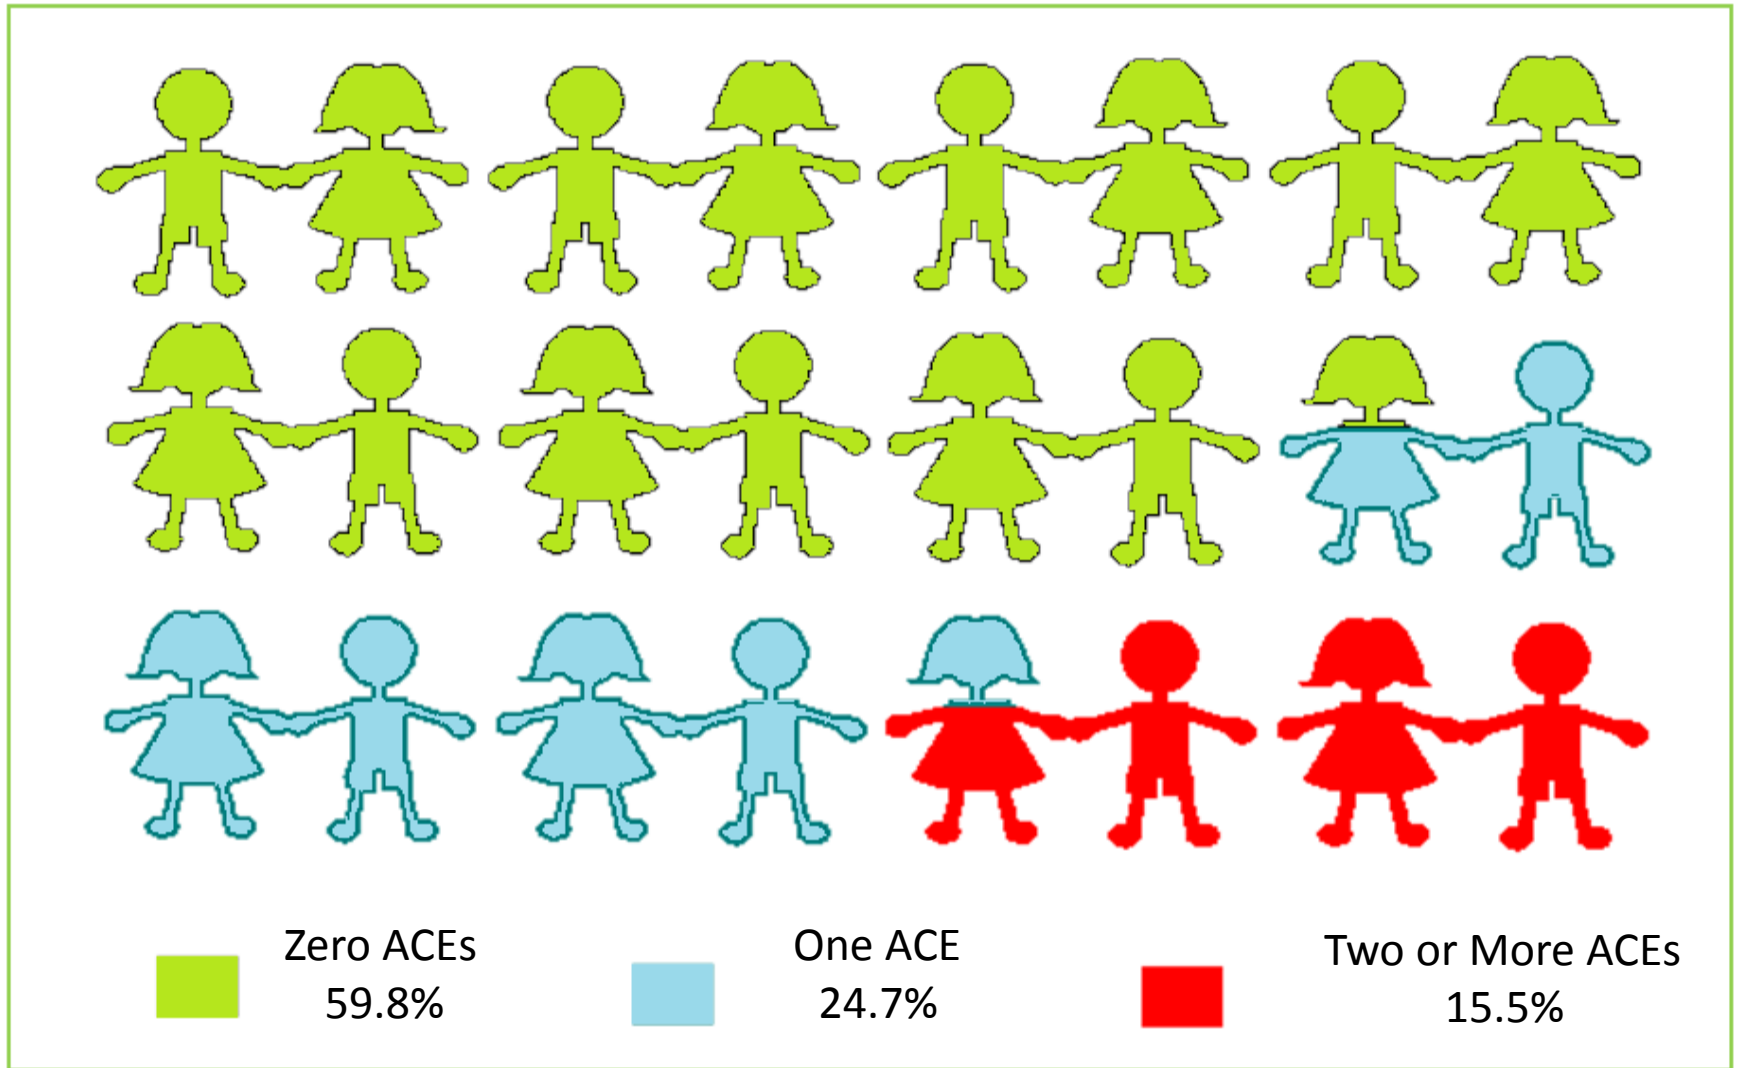 Zero ACEs
59.8%
One ACE
24.7%
Two or More ACEs
15.5%